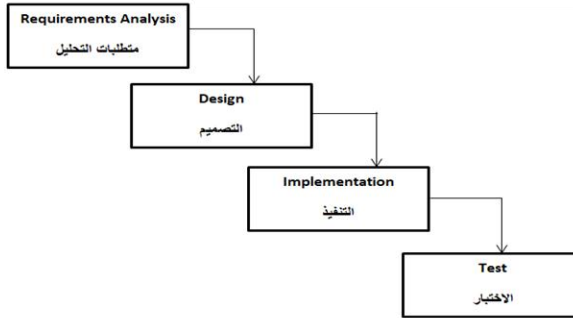 Requirements Analysis
متطلبات التحليل
Design
التصميم
Implementation
التنفيذ
Test
الاختبار